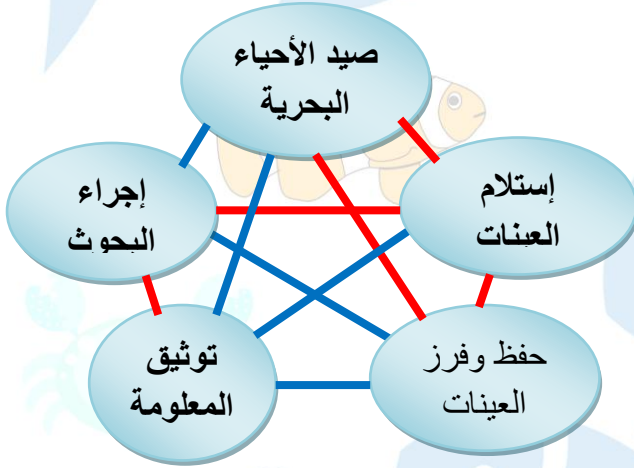 صيد الأحياء
البحرية
إستلام
العينات
إجراء
البحوث
توثيق
المعلومة
حفظ وفرز
العينات